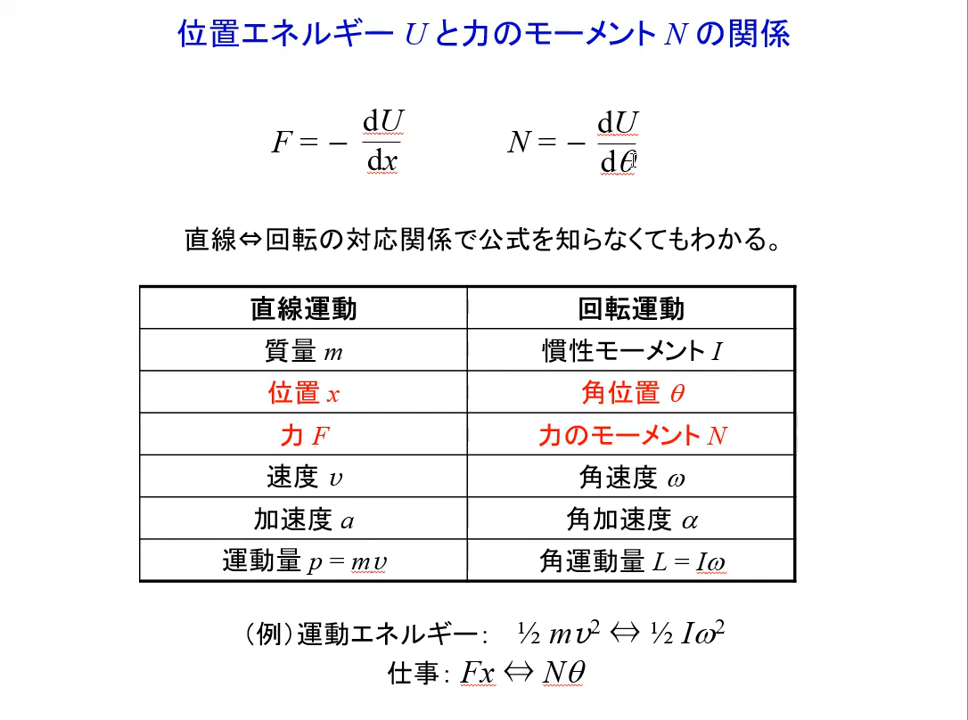 位置エネルギー U と力のモーメント N の関係
F = − dU/dx
N = − dU/dθ
直線⇔回転の対応関係で公式を知らなくてもわかる。
直線運動 回転運動
質量 m 慣性モーメント I
位置 x 角位置 θ
力 F 力のモーメント N
速度 υ 角速度 ω
加速度 a 角加速度 α
運動量 p = mυ 角運動量 L = Iω
（例）運動エネルギー： ½ mυ² ⇔ ½ Iω²
仕事： Fx ⇔ Nθ